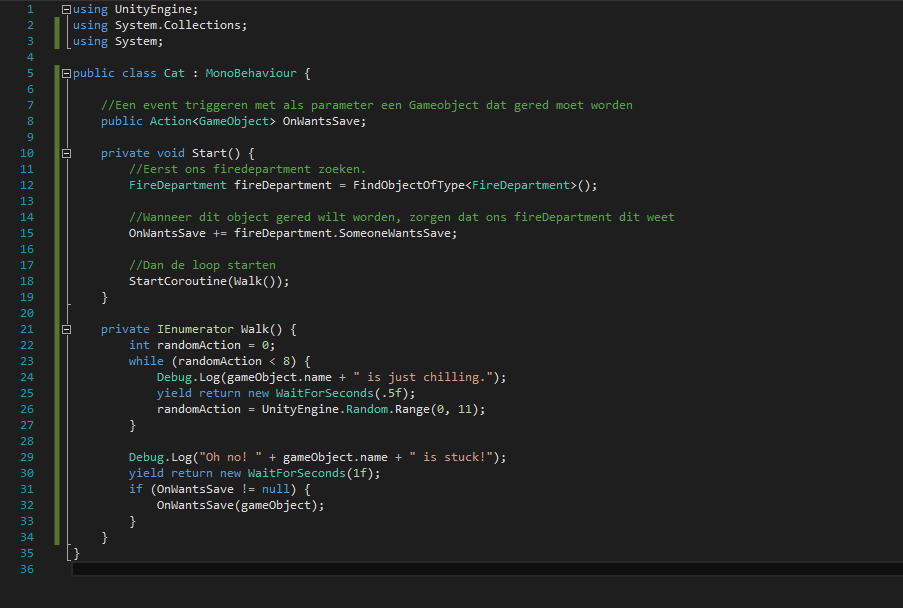 1 using UnityEngine;
2 using System.Collections;
3 using System;
4
5 public class Cat : MonoBehaviour {
6
7 //Een event triggeren met als parameter een Gameobject dat gered moet worden
8 public Action<GameObject> OnWantsSave;
9
10 private void Start() {
11 //Eerst ons firedepartment zoeken.
12 FireDepartment fireDepartment = FindObjectOfType<FireDepartment>();
13
14 //Wanneer dit object gered wilt worden, zorgen dat ons fireDepartment dit weet
15 OnWantsSave += fireDepartment.SomeoneWantsSave;
16
17 //Dan de loop starten
18 StartCoroutine(Walk());
19 }
20
21 private IEnumerator Walk() {
22 int randomAction = 0;
23 while (randomAction < 8) {
24 Debug.Log(gameObject.name + " is just chilling.");
25 yield return new WaitForSeconds(.5f);
26 randomAction = UnityEngine.Random.Range(0, 11);
27 }
28
29 Debug.Log("Oh no! " + gameObject.name + " is stuck!");
30 yield return new WaitForSeconds(1f);
31 if (OnWantsSave != null) {
32 OnWantsSave(gameObject);
33 }
34 }
35 }
36